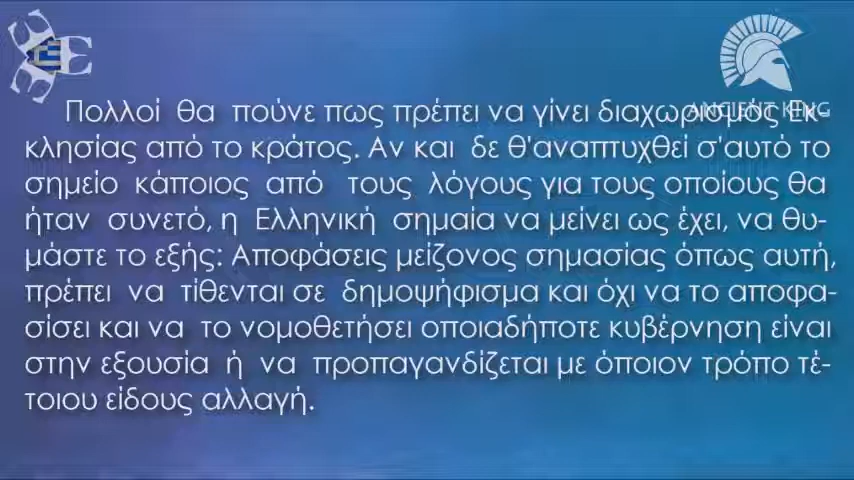 ANCIENT KING
Πολλοί θα πούνε πως πρέπει να γίνει διαχωρισμός Εκ-
κλησίας από το κράτος. Αν και δε θ'αναπτυχθεί σ'αυτό το
σημείο κάποιος από τους λόγους για τους οποίους θα
ήταν συνετό, η Ελληνική σημαία να μείνει ως έχει, να θυ-
μάστε το εξής: Αποφάσεις μείζονος σημασίας όπως αυτή,
πρέπει να τίθενται σε δημοψήφισμα και όχι να το αποφα-
σίσει και να το νομοθετήσει οποιαδήποτε κυβέρνηση είναι
στην εξουσία ή να προπαγανδίζεται με όποιον τρόπο τέ-
τοιου είδους αλλαγή.